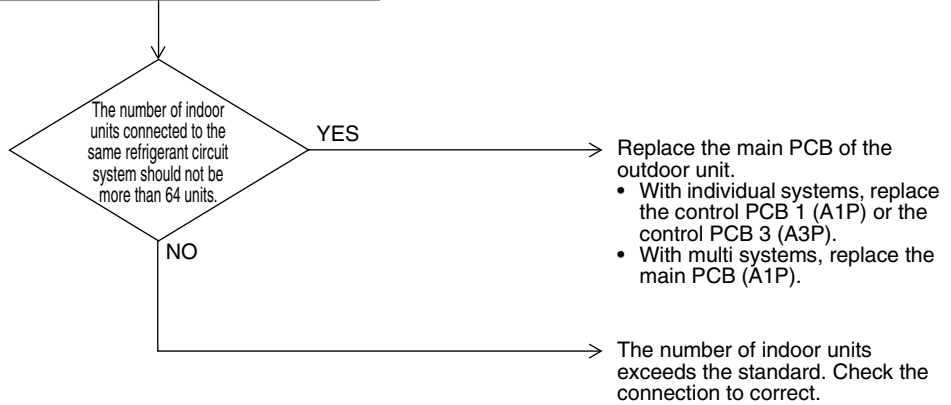 The number of indoor
units connected to the
same refrigerant circuit
system should not be
more than 64 units.
YES
Replace the main PCB of the
outdoor unit.
• With individual systems, replace
the control PCB 1 (A1P) or the
control PCB 3 (A3P).
• With multi systems, replace the
main PCB (A1P).
NO
The number of indoor units
exceeds the standard. Check the
connection to correct.